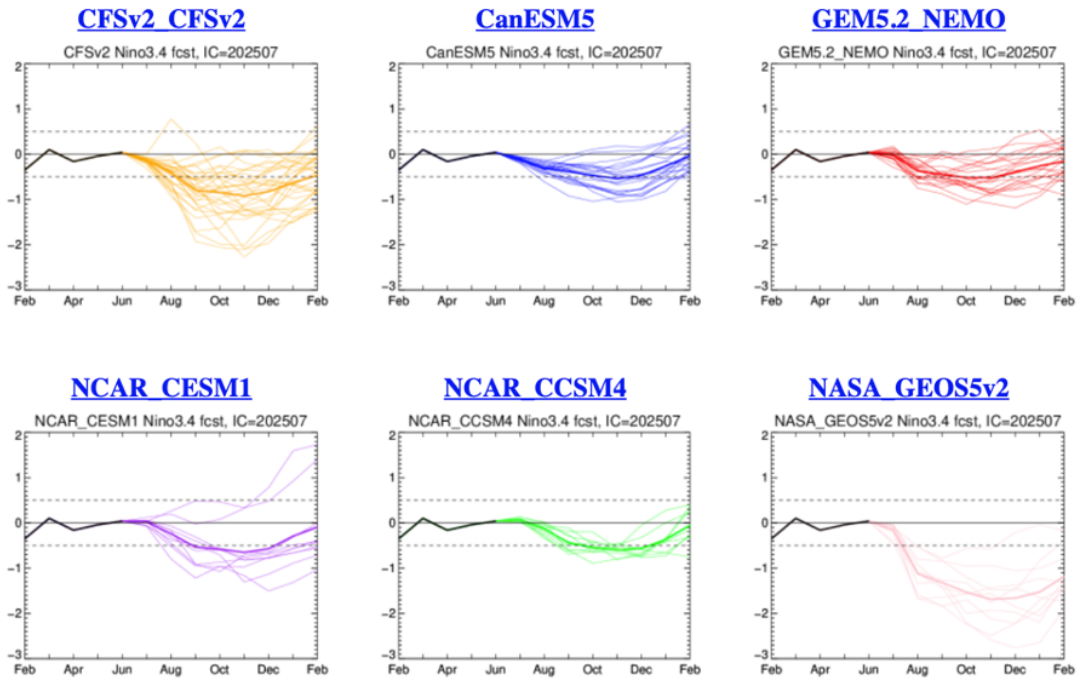 CFSv2_CFSv2
CFSv2 Nino3.4 fcst, IC=202507
2
1
0
−1
−2
−3
Feb Apr Jun Aug Oct Dec Feb
CanESM5
CanESM5 Nino3.4 fcst, IC=202507
2
1
0
−1
−2
−3
Feb Apr Jun Aug Oct Dec Feb
GEM5.2_NEMO
GEM5.2_NEMO Nino3.4 fcst, IC=202507
2
1
0
−1
−2
−3
Feb Apr Jun Aug Oct Dec Feb
NCAR_CESM1
NCAR_CESM1 Nino3.4 fcst, IC=202507
2
1
0
−1
−2
−3
Feb Apr Jun Aug Oct Dec Feb
NCAR_CCSM4
NCAR_CCSM4 Nino3.4 fcst, IC=202507
2
1
0
−1
−2
−3
Feb Apr Jun Aug Oct Dec Feb
NASA_GEOS5v2
NASA_GEOS5v2 Nino3.4 fcst, IC=202507
2
1
0
−1
−2
−3
Feb Apr Jun Aug Oct Dec Feb